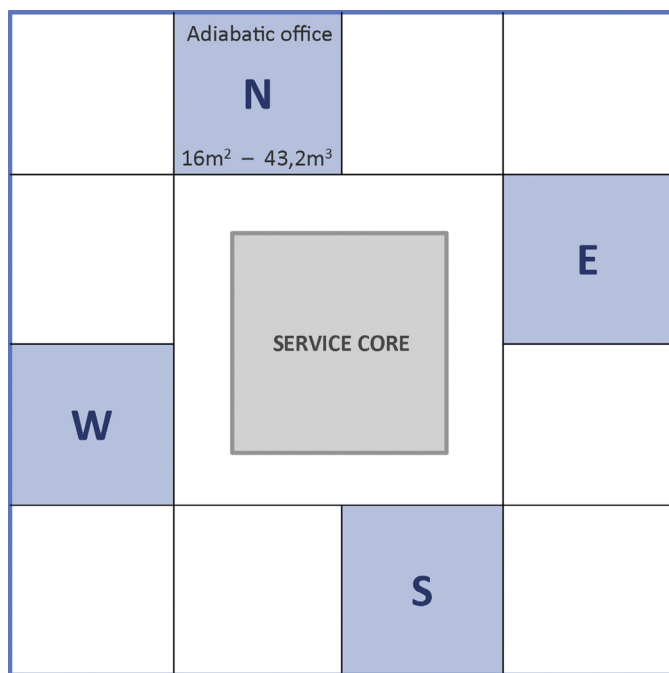 Adiabatic office
N
16m² – 43,2m³
E
SERVICE CORE
W
S